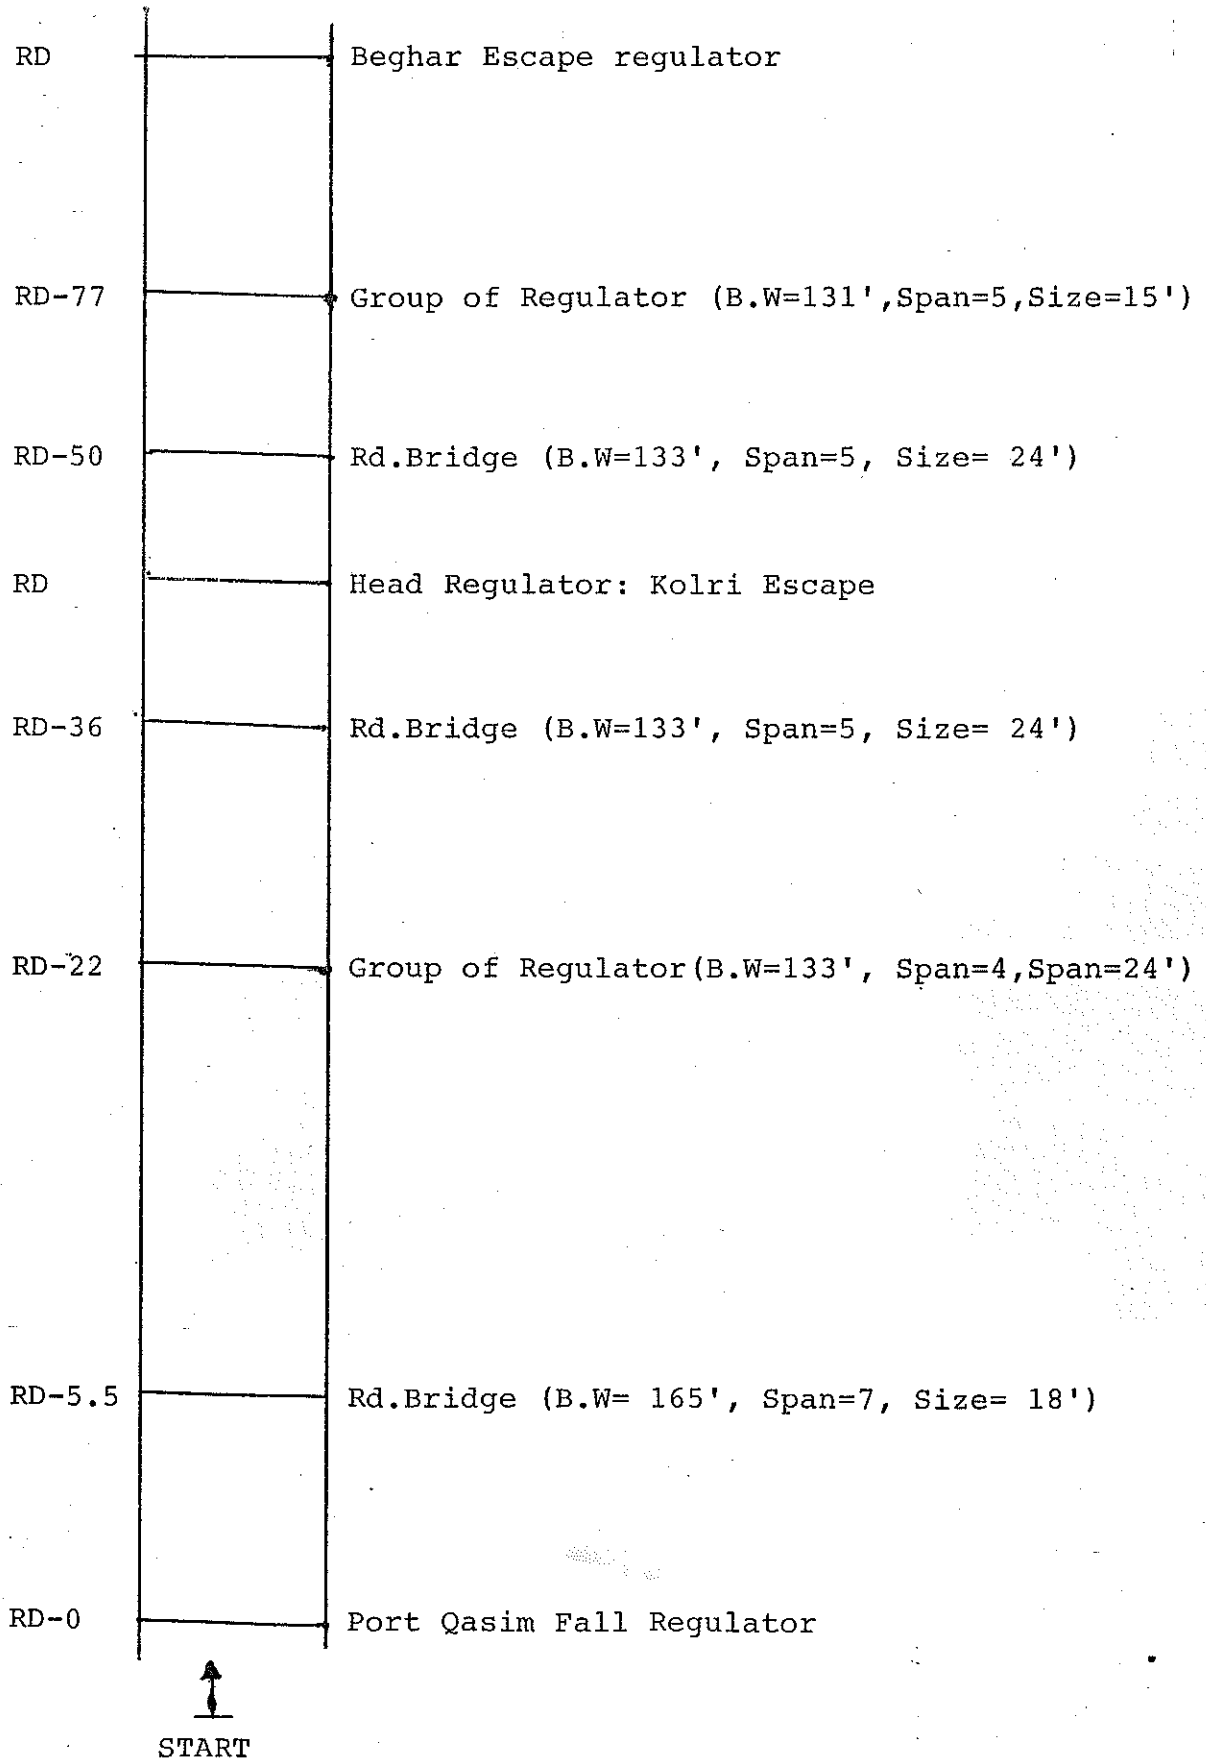 RD Beghar Escape regulator
RD-77 Group of Regulator (B.W=131',Span=5,Size=15')
RD-50 Rd.Bridge (B.W=133', Span=5, Size= 24')
RD Head Regulator: Kolri Escape
RD-36 Rd.Bridge (B.W=133', Span=5, Size= 24')
RD-22 Group of Regulator(B.W=133', Span=4,Span=24')
RD-5.5 Rd.Bridge (B.W= 165', Span=7, Size= 18')
RD-0 Port Qasim Fall Regulator
START